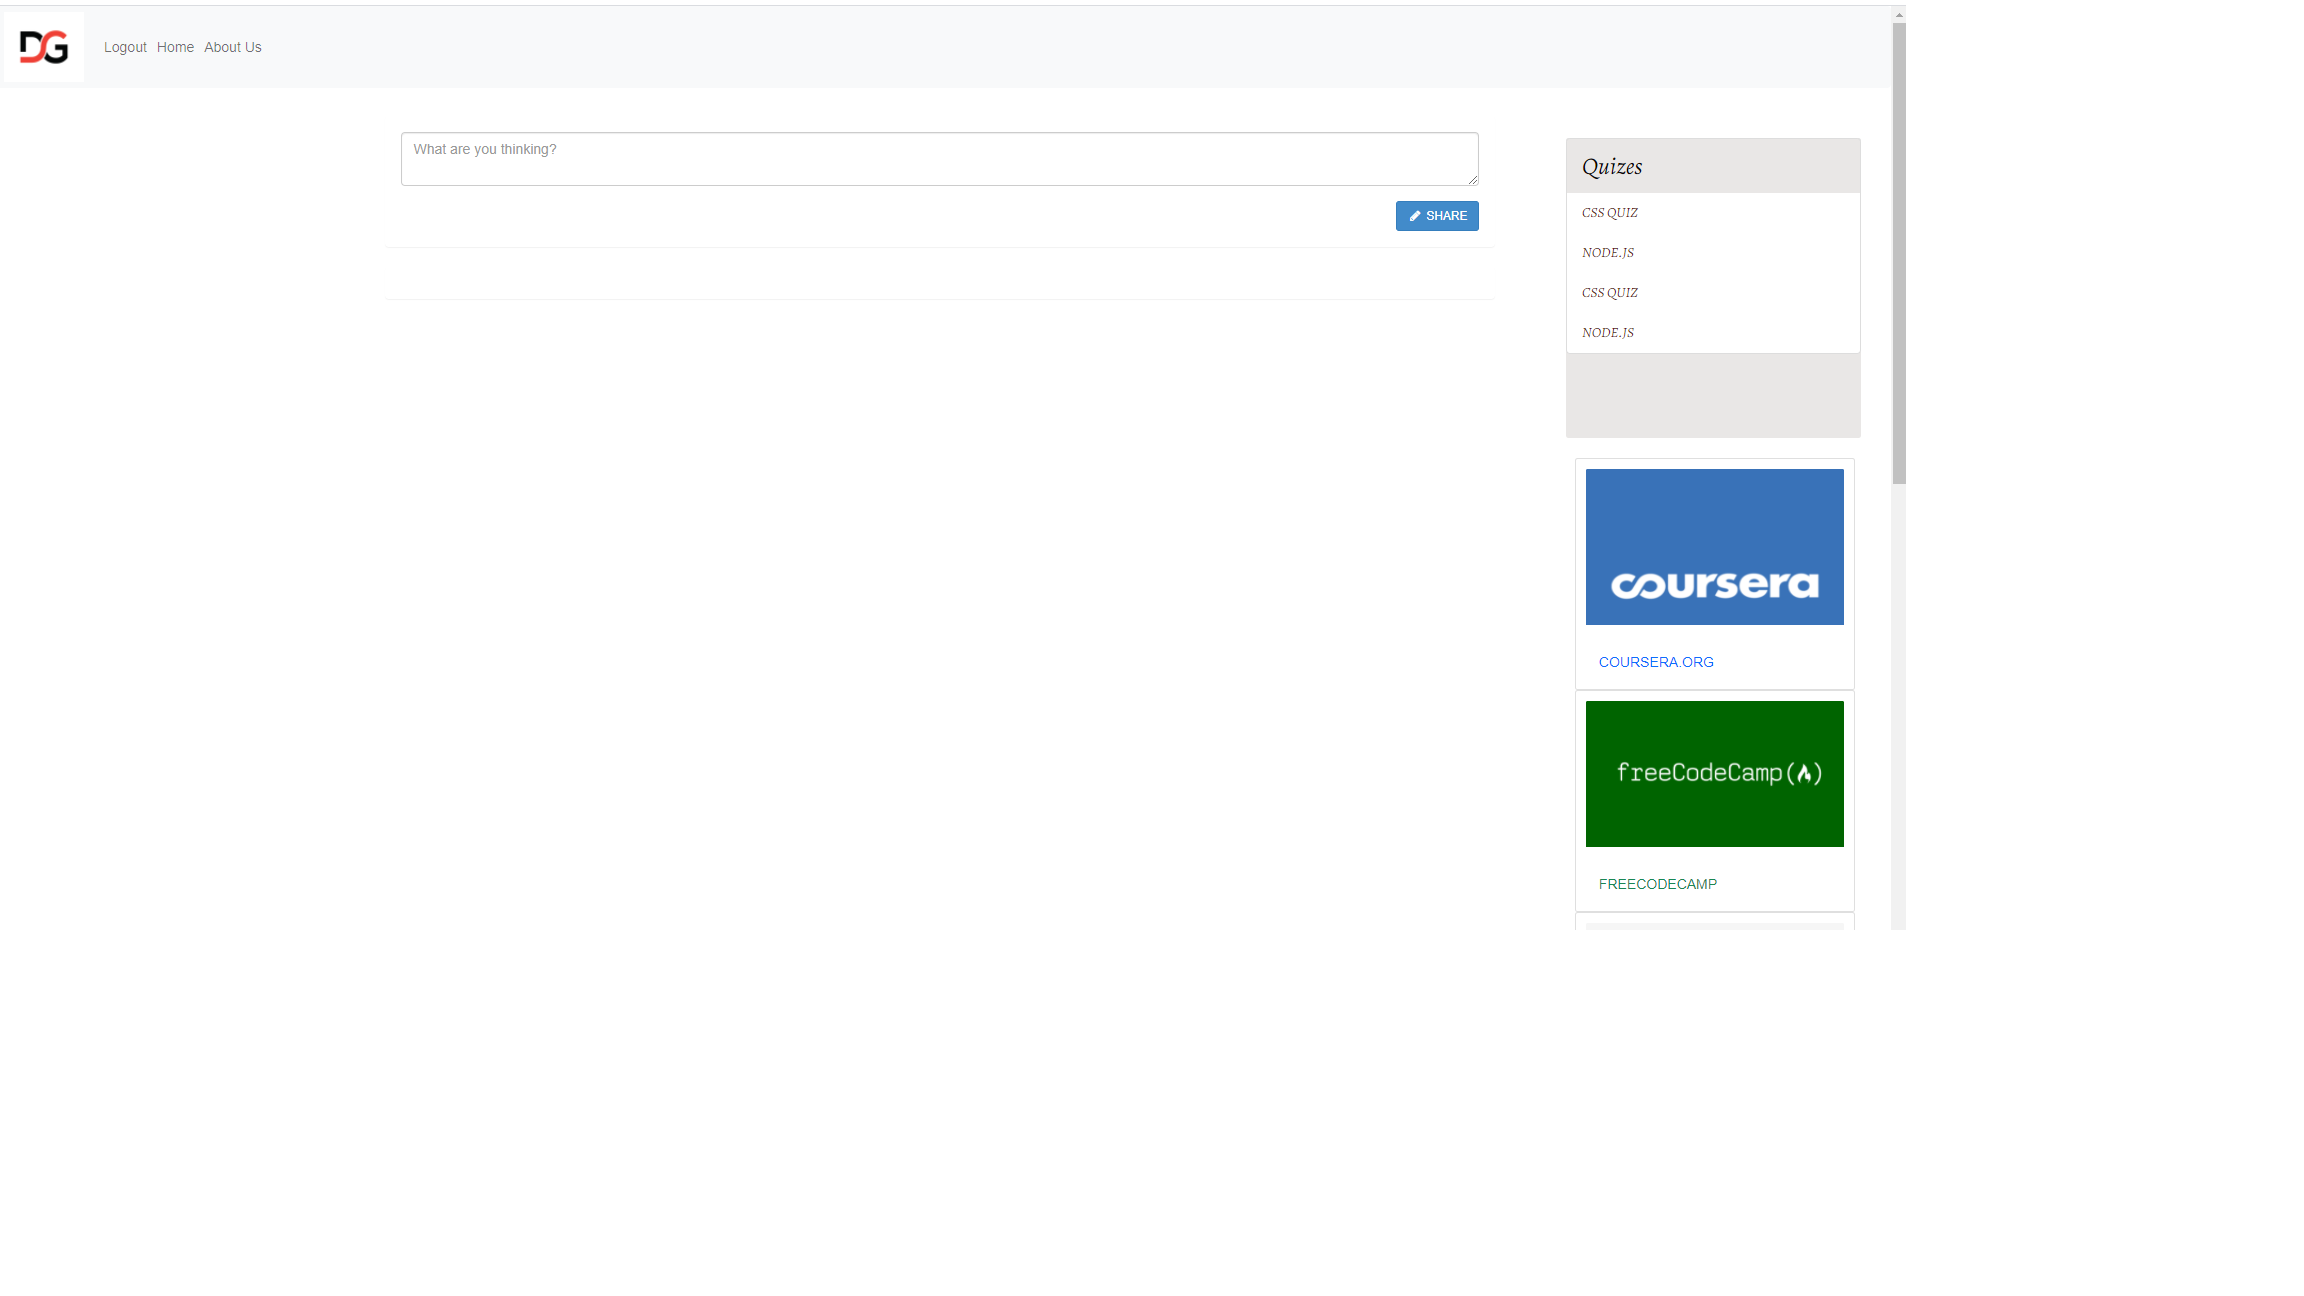 DG
Logout Home About Us
What are you thinking?
SHARE
Quizes
CSS QUIZ
NODE.JS
CSS QUIZ
NODE.JS
coursera
COURSERA.ORG
freeCodeCamp(🔥)
FREECODECAMP